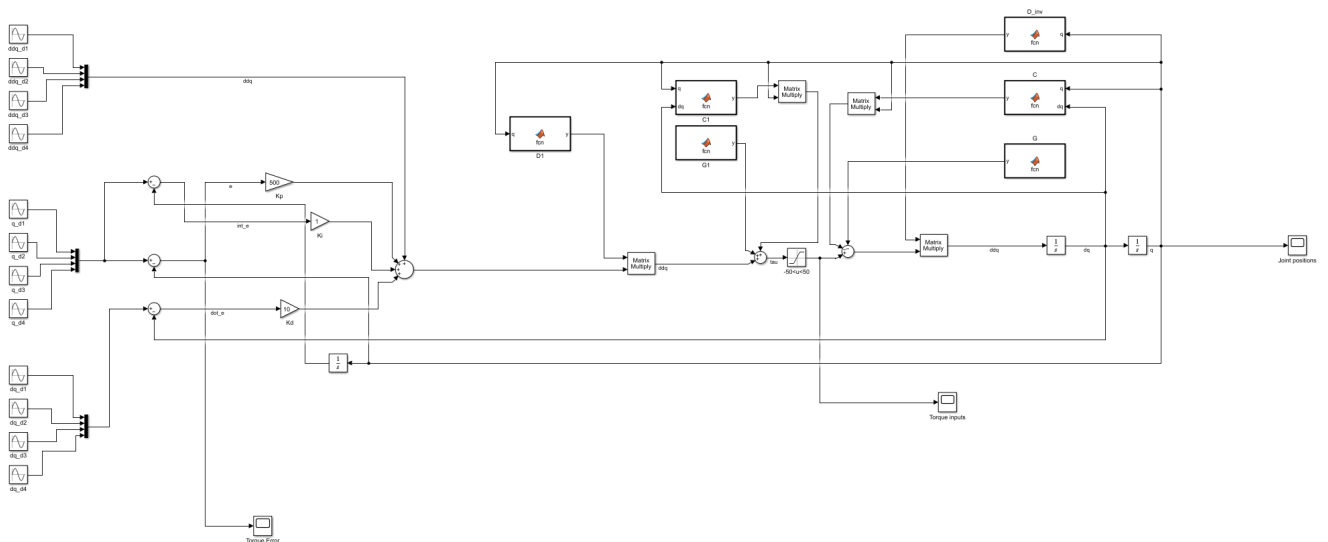 ddq_d1
ddq_d2
ddq_d3
ddq_d4
ddq
q_d1
q_d2
q_d3
q_d4
dq_d1
dq_d2
dq_d3
dq_d4
e
500
Kp
int_e
1
Ki
dot_e
10
Kd
1
s
Torque Error
q
fcn
y
D1
Matrix
Multiply
ddq
q
dq
fcn
y
C1
fcn
y
G1
Matrix
Multiply
tau
-50<u<50
Torque inputs
D_inv
y
fcn
q
C
y
fcn
q
dq
G
y
fcn
Matrix
Multiply
Matrix
Multiply
ddq
1
s
dq
1
s
q
Joint positions